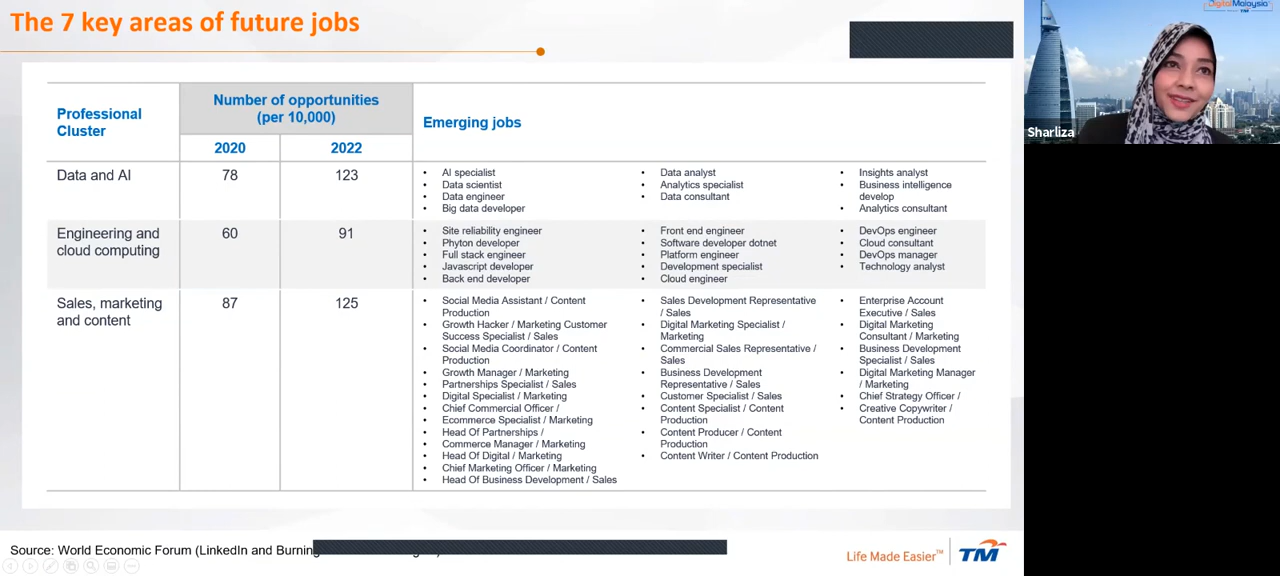 The 7 key areas of future jobs
DigitalMalaysia
TM
TM
Sharliza
Professional
Cluster
Number of opportunities
(per 10,000)
Emerging jobs
2020
2022
Data and AI
78
123
• AI specialist
• Data scientist
• Data engineer
• Big data developer
• Data analyst
• Analytics specialist
• Data consultant
• Insights analyst
• Business intelligence
develop
• Analytics consultant
Engineering and
cloud computing
60
91
• Site reliability engineer
• Phyton developer
• Full stack engineer
• Javascript developer
• Back end developer
• Front end engineer
• Software developer dotnet
• Platform engineer
• Development specialist
• Cloud engineer
• DevOps engineer
• Cloud consultant
• DevOps manager
• Technology analyst
Sales, marketing
and content
87
125
• Social Media Assistant / Content
Production
• Growth Hacker / Marketing Customer
Success Specialist / Sales
• Social Media Coordinator / Content
Production
• Growth Manager / Marketing
• Partnerships Specialist / Sales
• Digital Specialist / Marketing
• Chief Commercial Officer /
• Ecommerce Specialist / Marketing
• Head Of Partnerships /
• Commerce Manager / Marketing
• Head Of Digital / Marketing
• Chief Marketing Officer / Marketing
• Head Of Business Development / Sales
• Sales Development Representative
/ Sales
• Digital Marketing Specialist /
Marketing
• Commercial Sales Representative /
Sales
• Business Development
Representative / Sales
• Customer Specialist / Sales
• Content Specialist / Content
Production
• Content Producer / Content
Production
• Content Writer / Content Production
• Enterprise Account
Executive / Sales
• Digital Marketing
Consultant / Marketing
• Business Development
Specialist / Sales
• Digital Marketing Manager
/ Marketing
• Chief Strategy Officer /
• Creative Copywriter /
Content Production
Source: World Economic Forum (LinkedIn and Burning
Life Made Easier™
TM